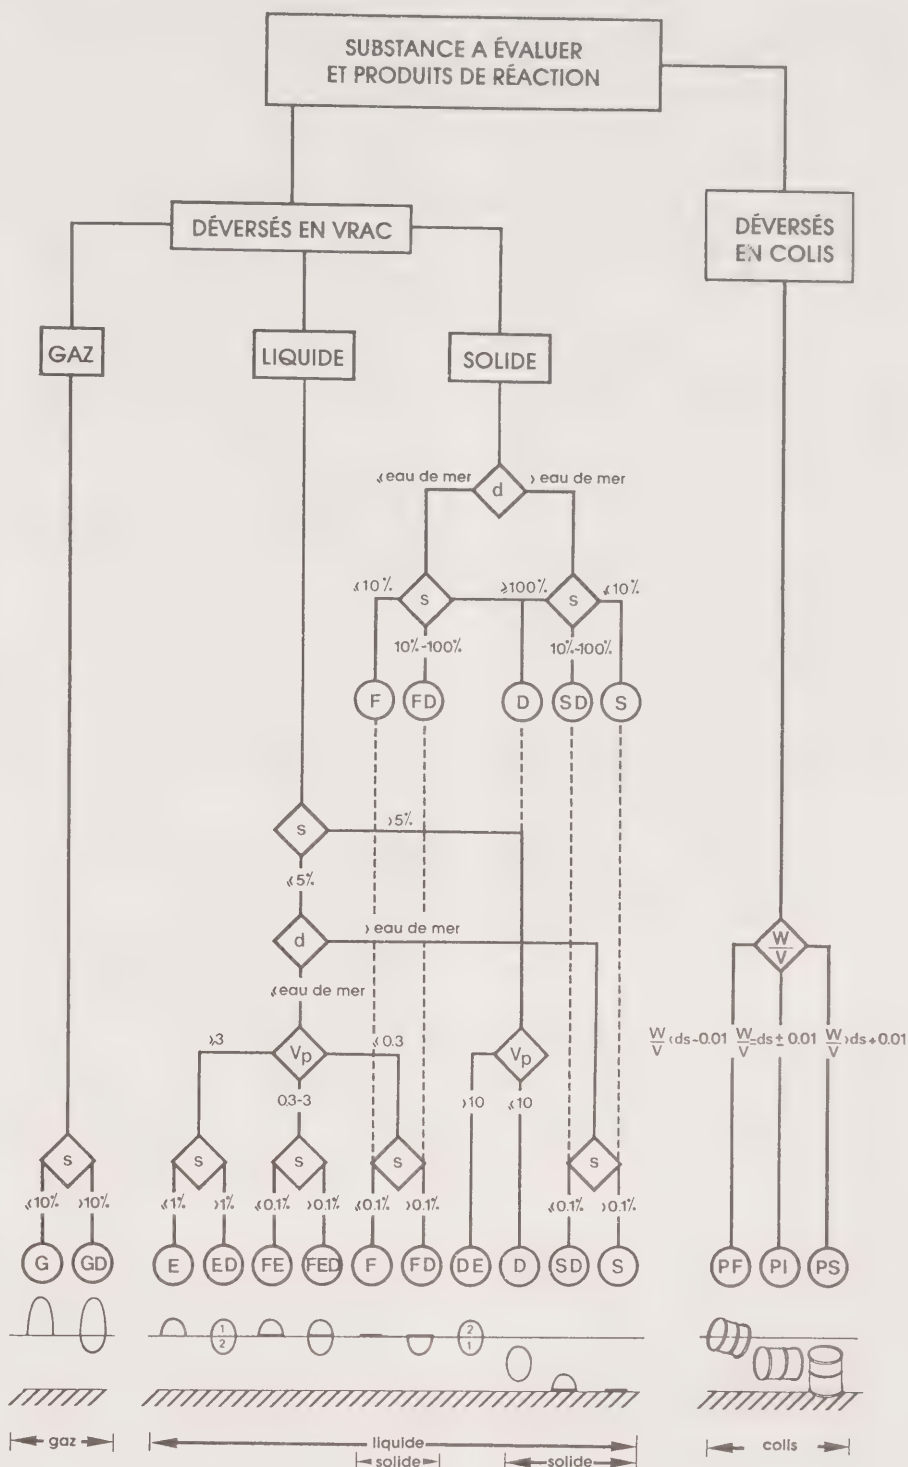 SUBSTANCE A ÉVALUER
ET PRODUITS DE RÉACTION
DÉVERSÉS EN VRAC
DÉVERSÉS
EN COLIS
GAZ
LIQUIDE
SOLIDE
≤ eau de mer
d
> eau de mer
≤10%
s
≥100%
s
≤10%
10%-100%
10%-100%
F
FD
D
SD
S
s
>5%
≤5%
d
> eau de mer
≤ eau de mer
W/V
≥3
Vp
≤0.3
Vp
W/V <ds-0.01
W/V =ds ± 0.01
W/V >ds+0.01
0.3-3
>10
≤10
s
s
s
s
s
≤10%
>10%
≤1%
>1%
≤0.1%
>0.1%
≤0.1%
>0.1%
≤0.1%
>0.1%
G
GD
E
ED
FE
FED
F
FD
DE
D
SD
S
PF
PI
PS
1
2
2
1
gaz
liquide
colis
solide
solide